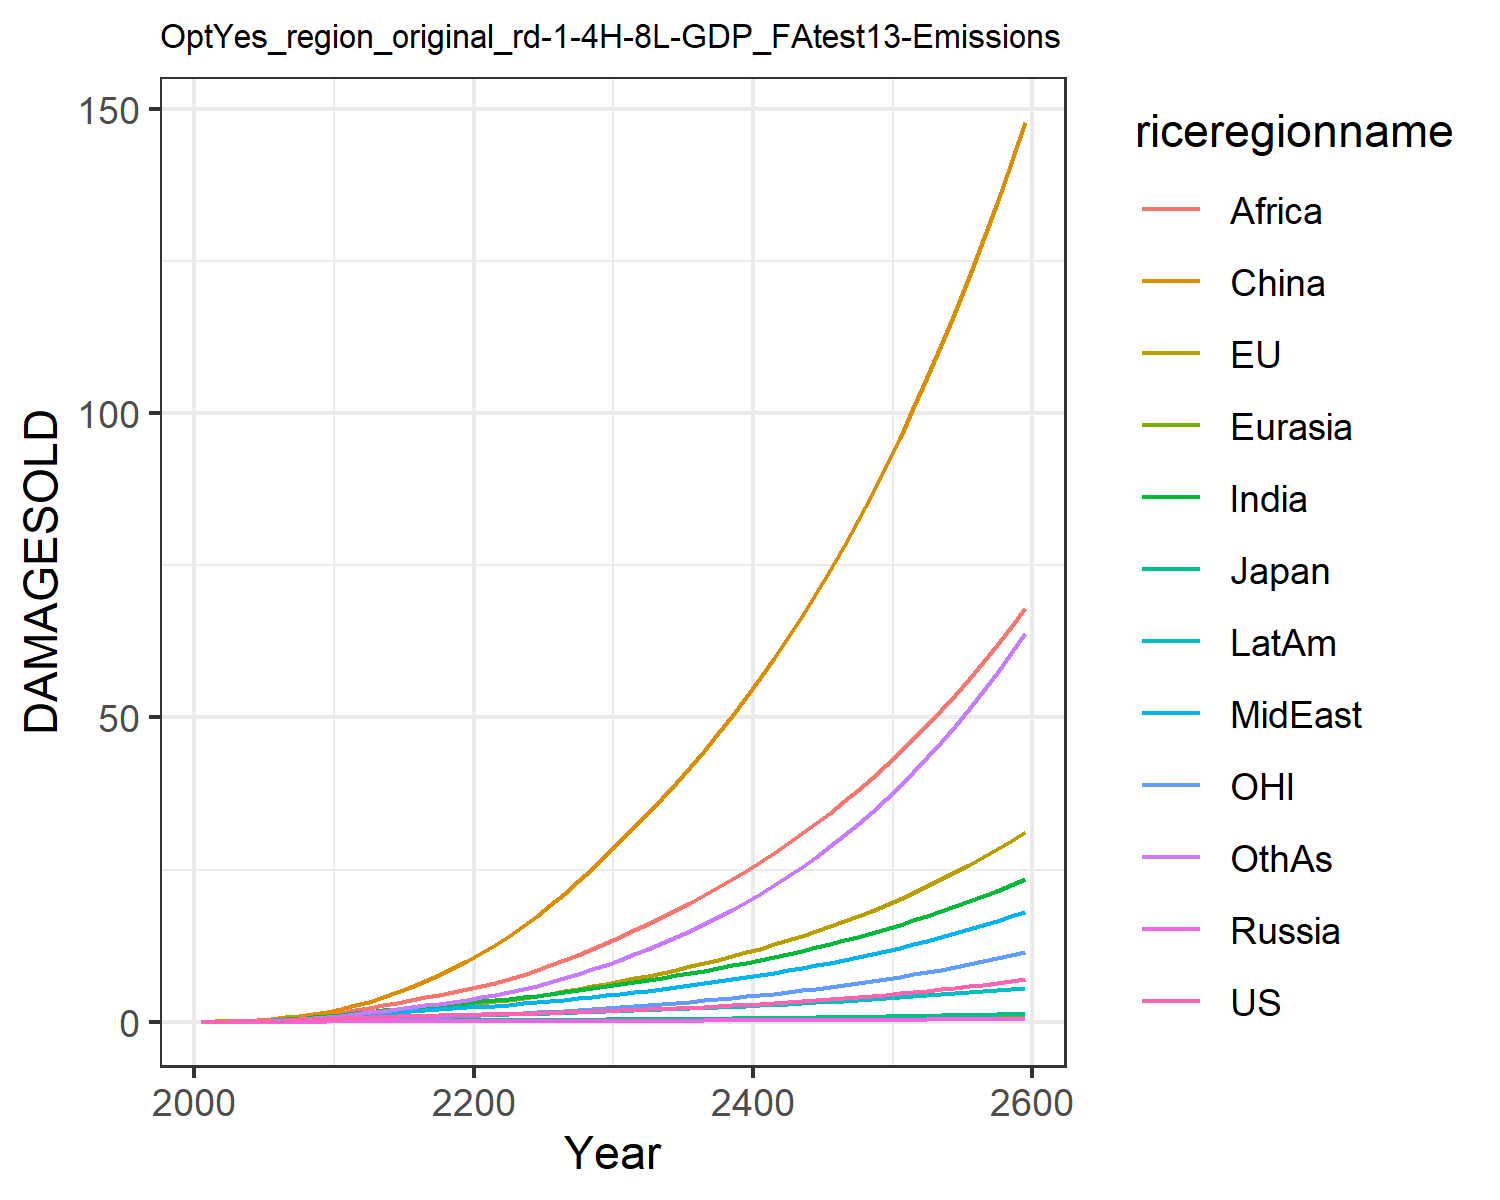 OptYes_region_original_rd-1-4H-8L-GDP_FAtest13-Emissions
150
100
50
0
DAMAGESOLD
2000 2200 2400 2600
Year
riceregionname
Africa
China
EU
Eurasia
India
Japan
LatAm
MidEast
OHI
OthAs
Russia
US